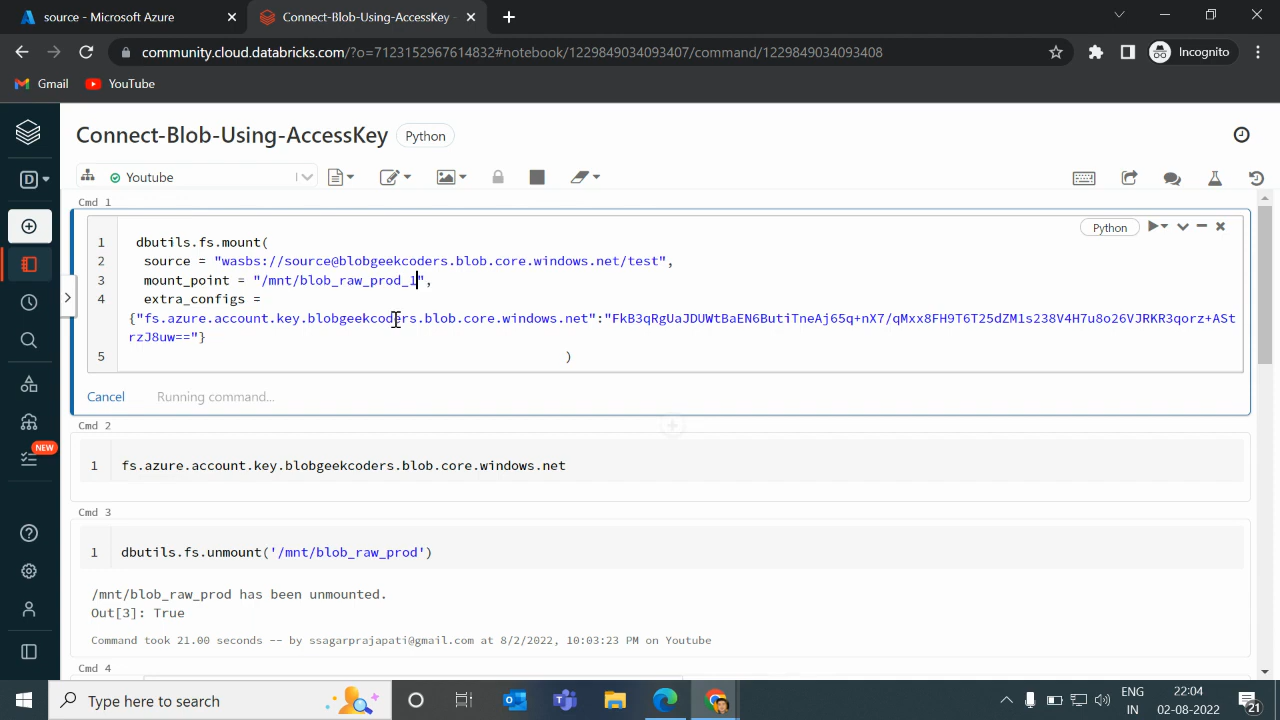 source - Microsoft Azure
Connect-Blob-Using-AccessKey -
community.cloud.databricks.com/?o=7123152967614832#notebook/1229849034093407/command/1229849034093408
Incognito
Gmail
YouTube
Connect-Blob-Using-AccessKey
Python
D
Youtube
Cmd 1
Python
1 dbutils.fs.mount(
2 source = "wasbs://source@blobgeekcoders.blob.core.windows.net/test",
3 mount_point = "/mnt/blob_raw_prod_1",
4 extra_configs =
{"fs.azure.account.key.blobgeekcoders.blob.core.windows.net":"FkB3qRgUaJDUWtBaEN6ButiTneAj65q+nX7/qMxx8FH9T6T25dZM1s238V4H7u8o26VJRKR3qorz+ASt
rzJ8uw=="}
5 )
Cancel Running command...
Cmd 2
1 fs.azure.account.key.blobgeekcoders.blob.core.windows.net
NEW
Cmd 3
1 dbutils.fs.unmount('/mnt/blob_raw_prod')
/mnt/blob_raw_prod has been unmounted.
Out[3]: True
Command took 21.00 seconds -- by ssagarprajapati@gmail.com at 8/2/2022, 10:03:23 PM on Youtube
Cmd 4
Type here to search
ENG
IN
22:04
02-08-2022
21